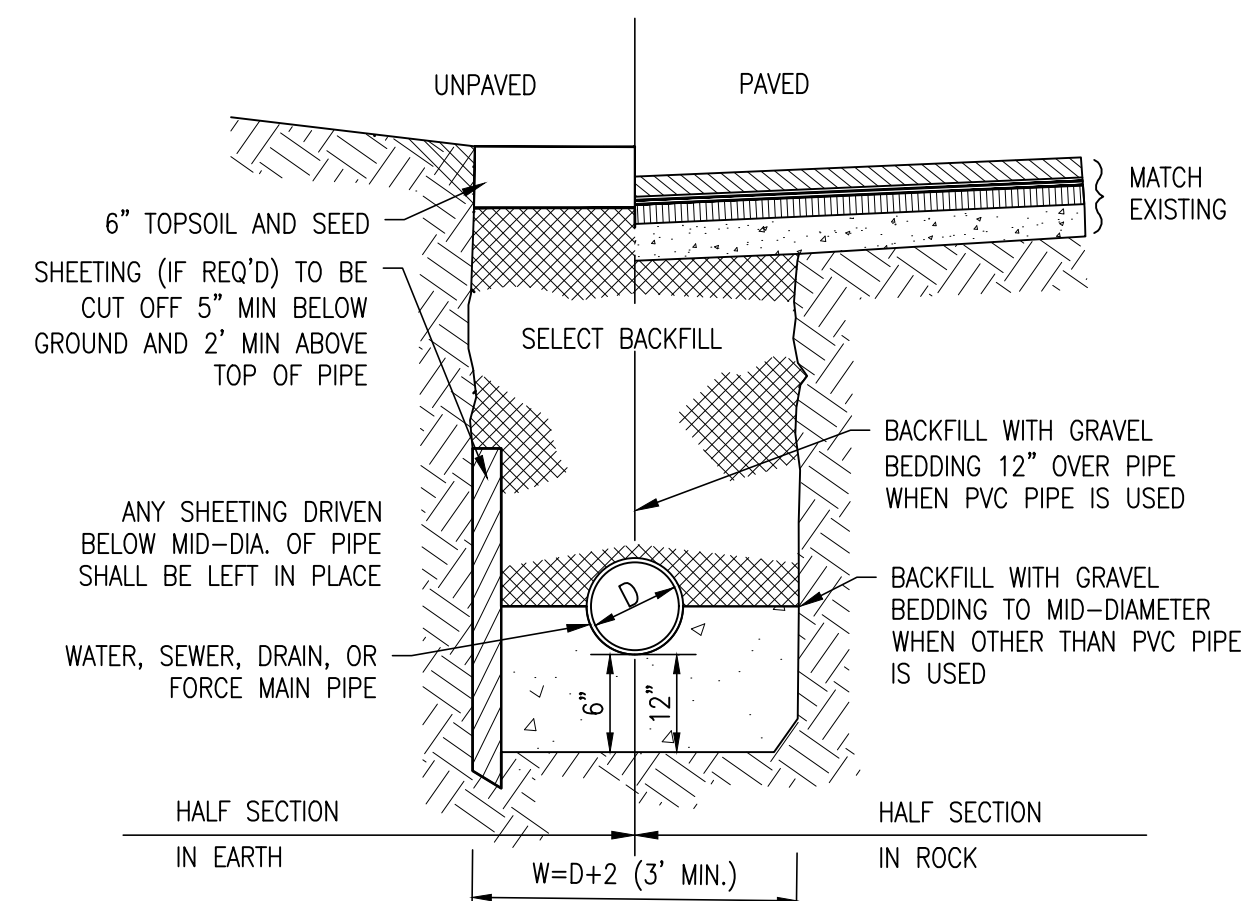 UNPAVED
PAVED
MATCH
EXISTING
6” TOPSOIL AND SEED
SHEETING (IF REQ’D) TO BE
CUT OFF 5” MIN BELOW
GROUND AND 2’ MIN ABOVE
TOP OF PIPE
SELECT BACKFILL
BACKFILL WITH GRAVEL
BEDDING 12” OVER PIPE
WHEN PVC PIPE IS USED
ANY SHEETING DRIVEN
BELOW MID–DIA. OF PIPE
SHALL BE LEFT IN PLACE
D
BACKFILL WITH GRAVEL
BEDDING TO MID–DIAMETER
WHEN OTHER THAN PVC PIPE
IS USED
WATER, SEWER, DRAIN, OR
FORCE MAIN PIPE
6”
12”
HALF SECTION
IN EARTH
HALF SECTION
IN ROCK
W=D+2 (3’ MIN.)